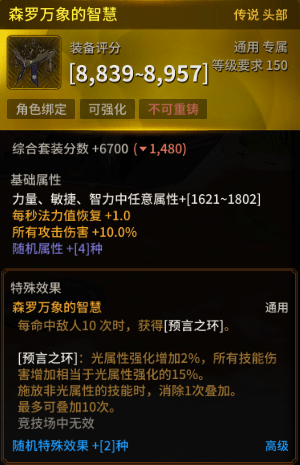 森罗万象的智慧 传说 头部
装备评分 通用 专属
[8,839~8,957] 等级要求 150
角色绑定 可强化 不可重铸
综合套装分数 +6700 (▼1,480)
基础属性
力量、敏捷、智力中任意属性+[1621~1802]
每秒法力值恢复 +1.0
所有攻击伤害 +10.0%
随机属性 +[4]种
特殊效果
森罗万象的智慧 通用
每命中敌人10 次时，获得[预言之环]。
[预言之环]：光属性强化增加2%，所有技能伤
害增加相当于光属性强化的15%。
施放非光属性的技能时，消除1次叠加。
最多可叠加10次。
竞技场中无效
随机特殊效果 +[2]种 高级